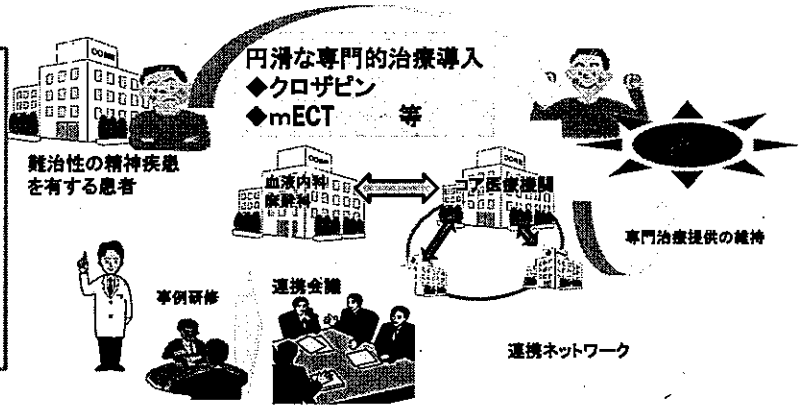 円滑な専門的治療導入
◆クロザピン
◆mECT 等
難治性の精神疾患
を有する患者
血液内科
麻酔科
コア医療機関
専門治療提供の維持
事例研修
連携会議
連携ネットワーク